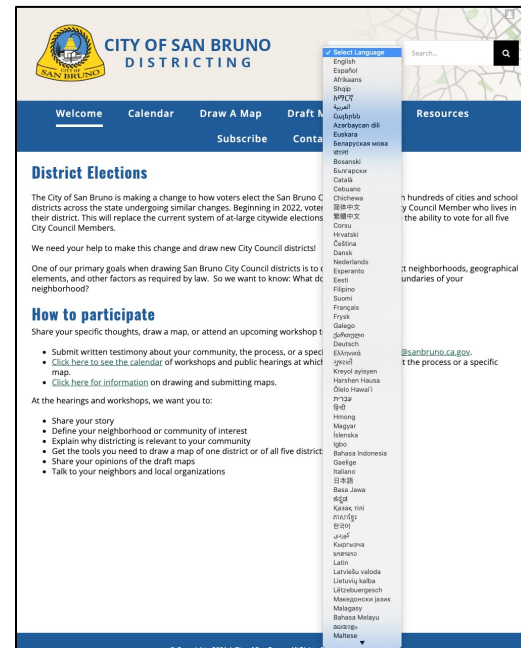 CITY OF SAN BRUNO
DISTRICTING
CITY OF
SAN BRUNO
✓ Select Language
Search...
English
Español
Afrikaans
Shqip
አማርኛ
العربية
Հայերեն
Azərbaycan dili
Euskara
Беларуская мова
বাংলা
Bosanski
Български
Català
Cebuano
Chichewa
简体中文
繁體中文
Corsu
Hrvatski
Čeština
Dansk
Nederlands
Esperanto
Eesti
Filipino
Suomi
Français
Frysk
Galego
ქართული
Deutsch
Ελληνικά
ગુજરાતી
Kreyol ayisyen
Harshen Hausa
Ōlelo Hawaiʻi
עִבְרִית
हिन्दी
Hmong
Magyar
Íslenska
Igbo
Bahasa Indonesia
Gaelige
Italiano
日本語
Basa Jawa
ಕನ್ನಡ
Қазақ тілі
ភាសាខ្មែរ
한국어
كوردی
Кыргызча
ພາສາລາວ
Latin
Latviešu valoda
Lietuvių kalba
Lëtzebuergesch
Македонски јазик
Malagasy
Bahasa Melayu
മലയാളം
Maltese
Welcome Calendar Draw A Map Draft M Resources
Subscribe Conta
District Elections
The City of San Bruno is making a change to how voters elect the San Bruno C h hundreds of cities and school
districts across the state undergoing similar changes. Beginning in 2022, voter y Council Member who lives in
their district. This will replace the current system of at-large citywide elections the ability to vote for all five
City Council Members.
We need your help to make this change and draw new City Council districts!
One of our primary goals when drawing San Bruno City Council districts is to c ct neighborhoods, geographical
elements, and other factors as required by law. So we want to know: What do undaries of your
neighborhood?
How to participate
Share your specific thoughts, draw a map, or attend an upcoming workshop t
Submit written testimony about your community, the process, or a speci @sanbruno.ca.gov.
Click here to see the calendar of workshops and public hearings at which t the process or a specific
map.
Click here for information on drawing and submitting maps.
At the hearings and workshops, we want you to:
Share your story
Define your neighborhood or community of interest
Explain why districting is relevant to your community
Get the tools you need to draw a map of one district or of all five district
Share your opinions of the draft maps
Talk to your neighbors and local organizations